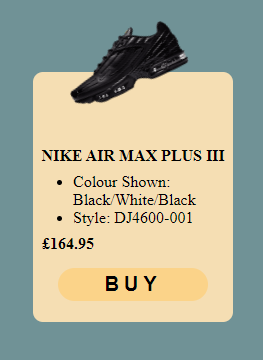 NIKE AIR MAX PLUS III
• Colour Shown:
Black/White/Black
• Style: DJ4600-001
£164.95
BUY